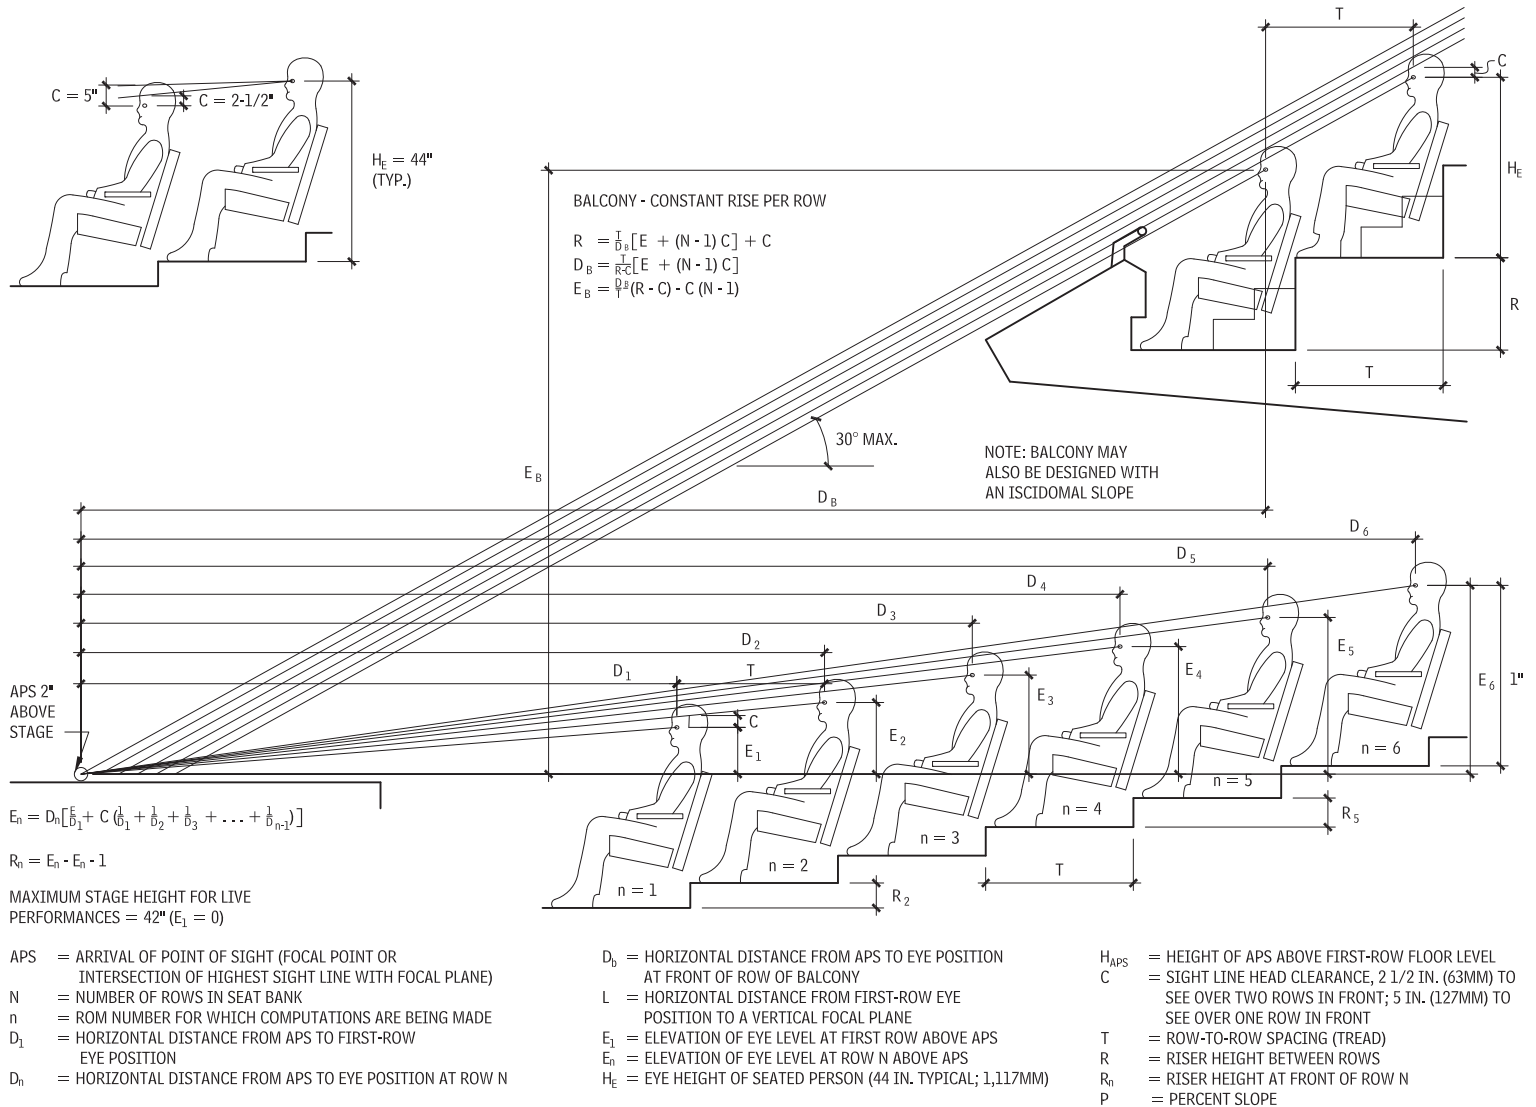 C = 5"
C = 2-1/2"
H_E = 44"
(TYP.)
T
C
H_E
R
T
BALCONY - CONSTANT RISE PER ROW
R = T/D_B [E + (N - 1) C] + C
D_B = T/R-C [E + (N - 1) C]
E_B = D_B/T (R - C) - C (N - 1)
30° MAX.
E_B
NOTE: BALCONY MAY
ALSO BE DESIGNED WITH
AN ISCIDOMAL SLOPE
D_B
D_6
D_5
D_4
D_3
D_2
D_1
T
C
E_1
E_2
E_3
E_4
E_5
E_6
1"
APS 2"
ABOVE
STAGE
n = 1
n = 2
n = 3
n = 4
n = 5
n = 6
R_2
T
R_5
E_n = D_n [E/D_1 + C (1/D_1 + 1/D_2 + 1/D_3 + . . . + 1/D_n-1)]
R_n = E_n - E_n - 1
MAXIMUM STAGE HEIGHT FOR LIVE
PERFORMANCES = 42" (E_1 = 0)
APS = ARRIVAL OF POINT OF SIGHT (FOCAL POINT OR
INTERSECTION OF HIGHEST SIGHT LINE WITH FOCAL PLANE)
N = NUMBER OF ROWS IN SEAT BANK
n = ROM NUMBER FOR WHICH COMPUTATIONS ARE BEING MADE
D_1 = HORIZONTAL DISTANCE FROM APS TO FIRST-ROW
EYE POSITION
D_n = HORIZONTAL DISTANCE FROM APS TO EYE POSITION AT ROW N
D_b = HORIZONTAL DISTANCE FROM APS TO EYE POSITION
AT FRONT OF ROW OF BALCONY
L = HORIZONTAL DISTANCE FROM FIRST-ROW EYE
POSITION TO A VERTICAL FOCAL PLANE
E_1 = ELEVATION OF EYE LEVEL AT FIRST ROW ABOVE APS
E_n = ELEVATION OF EYE LEVEL AT ROW N ABOVE APS
H_E = EYE HEIGHT OF SEATED PERSON (44 IN. TYPICAL; 1,117MM)
H_APS = HEIGHT OF APS ABOVE FIRST-ROW FLOOR LEVEL
C = SIGHT LINE HEAD CLEARANCE, 2 1/2 IN. (63MM) TO
SEE OVER TWO ROWS IN FRONT; 5 IN. (127MM) TO
SEE OVER ONE ROW IN FRONT
T = ROW-TO-ROW SPACING (TREAD)
R = RISER HEIGHT BETWEEN ROWS
R_n = RISER HEIGHT AT FRONT OF ROW N
P = PERCENT SLOPE